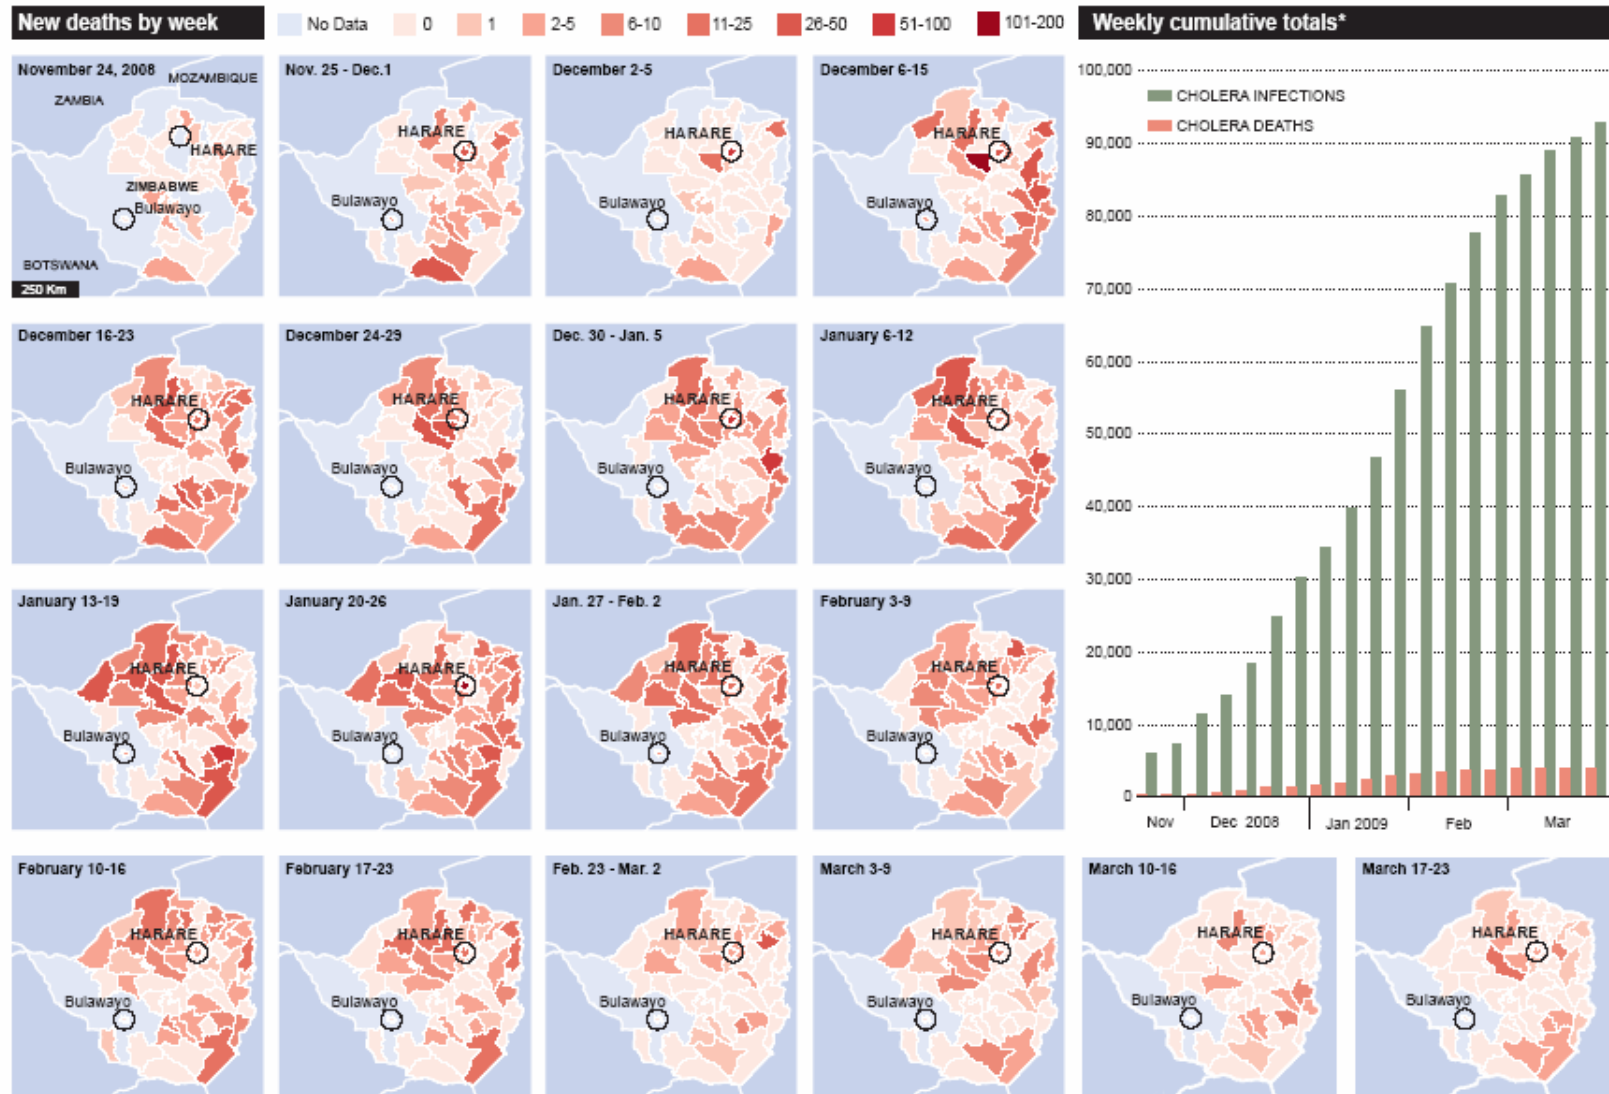 New deaths by week
No Data 0 1 2-5 6-10 11-25 26-50 51-100 101-200
Weekly cumulative totals*
November 24, 2008
MOZAMBIQUE
ZAMBIA
HARARE
ZIMBABWE
Bulawayo
BOTSWANA
250 Km
Nov. 25 - Dec.1
HARARE
Bulawayo
December 2-5
HARARE
Bulawayo
December 6-15
HARARE
Bulawayo
100,000
CHOLERA INFECTIONS
CHOLERA DEATHS
90,000
80,000
70,000
60,000
50,000
40,000
30,000
20,000
10,000
0
Nov Dec 2008 Jan 2009 Feb Mar
December 16-23
HARARE
Bulawayo
December 24-29
HARARE
Bulawayo
Dec. 30 - Jan. 5
HARARE
Bulawayo
January 6-12
HARARE
Bulawayo
January 13-19
HARARE
Bulawayo
January 20-26
HARARE
Bulawayo
Jan. 27 - Feb. 2
HARARE
Bulawayo
February 3-9
HARARE
Bulawayo
February 10-16
HARARE
Bulawayo
February 17-23
HARARE
Bulawayo
Feb. 23 - Mar. 2
HARARE
Bulawayo
March 3-9
HARARE
Bulawayo
March 10-16
HARARE
Bulawayo
March 17-23
HARARE
Bulawayo